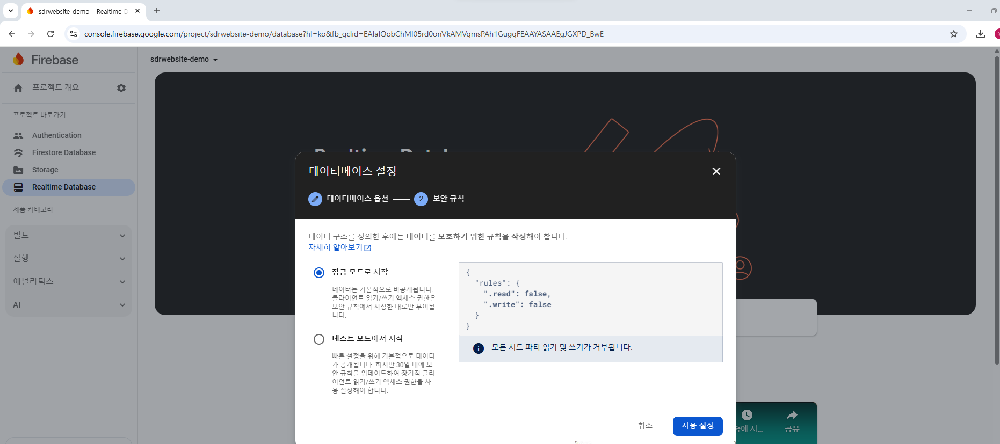 sdrwebsite-demo - Realtime D
console.firebase.google.com/project/sdrwebsite-demo/database?hl=ko&fb_gclid=EAIaIQobChMI05rd0onVkAMVqmsPAh1GugqFEAAYASAAEgJGXPD_BwE
Firebase
sdrwebsite-demo
프로젝트 개요
프로젝트 바로가기
Authentication
Firestore Database
Storage
Realtime Database
제품 카테고리
빌드
실행
애널리틱스
AI
Realtime Database
데이터베이스 설정
데이터베이스 옵션
2 보안 규칙
데이터 구조를 정의한 후에는 데이터를 보호하기 위한 규칙을 작성해야 합니다.
자세히 알아보기
잠금 모드로 시작
데이터는 기본적으로 비공개됩니다.
클라이언트 읽기/쓰기 액세스 권한은
보안 규칙에서 지정한 대로만 부여됩
니다.
테스트 모드에서 시작
빠른 설정을 위해 기본적으로 데이터
가 공개됩니다. 하지만 30일 내에 보
안 규칙을 업데이트하여 장기적 클라
이언트 읽기/쓰기 액세스 권한을 사
용 설정해야 합니다.
{
"rules": {
".read": false,
".write": false
}
}
모든 서드 파티 읽기 및 쓰기가 거부됩니다.
취소
사용 설정
중에 시...
공유